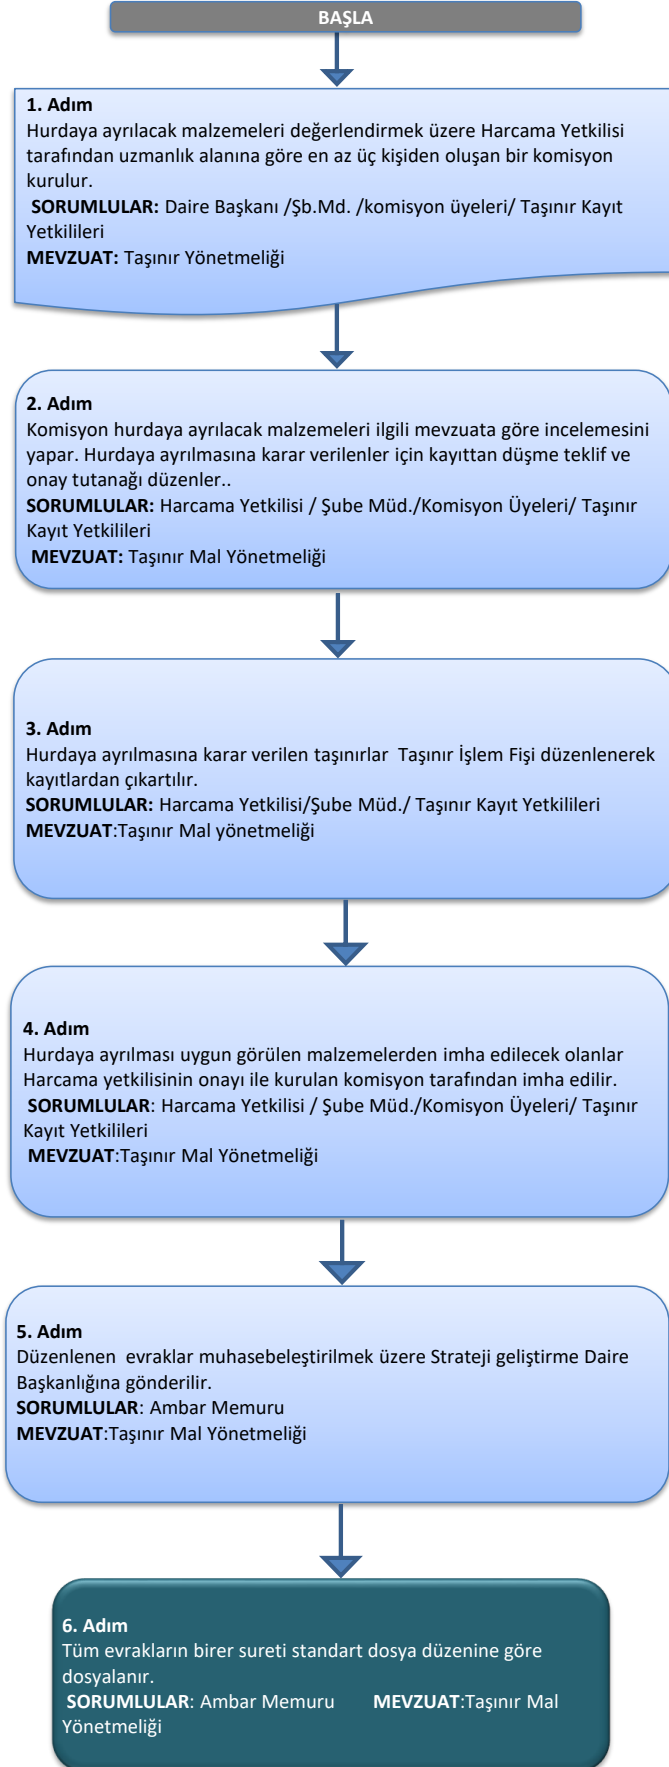 BAŞLA
1. Adım
Hurdaya ayrılacak malzemeleri değerlendirmek üzere Harcama Yetkilisi
tarafından uzmanlık alanına göre en az üç kişiden oluşan bir komisyon
kurulur.
SORUMLULAR: Daire Başkanı /Şb.Md. /komisyon üyeleri/ Taşınır Kayıt
Yetkilileri
MEVZUAT: Taşınır Yönetmeliği
2. Adım
Komisyon hurdaya ayrılacak malzemeleri ilgili mevzuata göre incelemesini
yapar. Hurdaya ayrılmasına karar verilenler için kayıttan düşme teklif ve
onay tutanağı düzenler..
SORUMLULAR: Harcama Yetkilisi / Şube Müd./Komisyon Üyeleri/ Taşınır
Kayıt Yetkilileri
MEVZUAT: Taşınır Mal Yönetmeliği
3. Adım
Hurdaya ayrılmasına karar verilen taşınırlar Taşınır İşlem Fişi düzenlenerek
kayıtlardan çıkartılır.
SORUMLULAR: Harcama Yetkilisi/Şube Müd./ Taşınır Kayıt Yetkilileri
MEVZUAT:Taşınır Mal yönetmeliği
4. Adım
Hurdaya ayrılması uygun görülen malzemelerden imha edilecek olanlar
Harcama yetkilisinin onayı ile kurulan komisyon tarafından imha edilir.
SORUMLULAR: Harcama Yetkilisi / Şube Müd./Komisyon Üyeleri/ Taşınır
Kayıt Yetkilileri
MEVZUAT:Taşınır Mal Yönetmeliği
5. Adım
Düzenlenen evraklar muhasebeleştirilmek üzere Strateji geliştirme Daire
Başkanlığına gönderilir.
SORUMLULAR: Ambar Memuru
MEVZUAT:Taşınır Mal Yönetmeliği
6. Adım
Tüm evrakların birer sureti standart dosya düzenine göre
dosyalanır.
SORUMLULAR: Ambar Memuru MEVZUAT:Taşınır Mal
Yönetmeliği